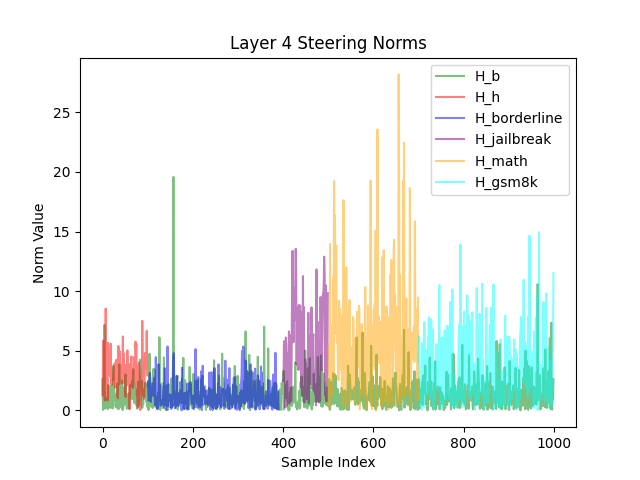 Layer 4 Steering Norms
H_b
H_h
H_borderline
H_jailbreak
H_math
H_gsm8k
25
20
15
10
5
0
Norm Value
0 200 400 600 800 1000
Sample Index